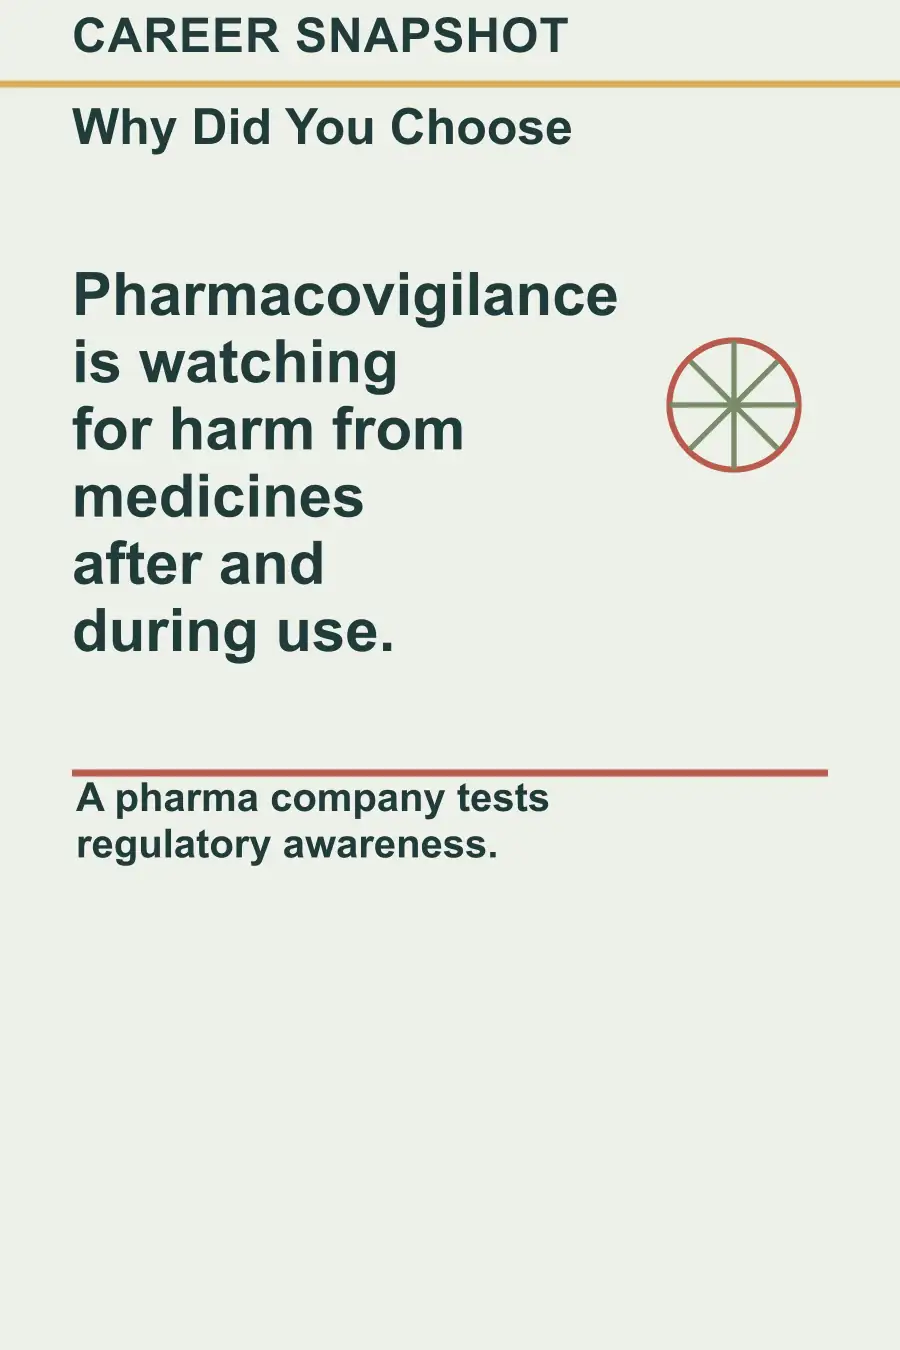 CAREER SNAPSHOT
Why Did You Choose
Pharmacovigilance
is watching
for harm from
medicines
after and
during use.
A pharma company tests
regulatory awareness.